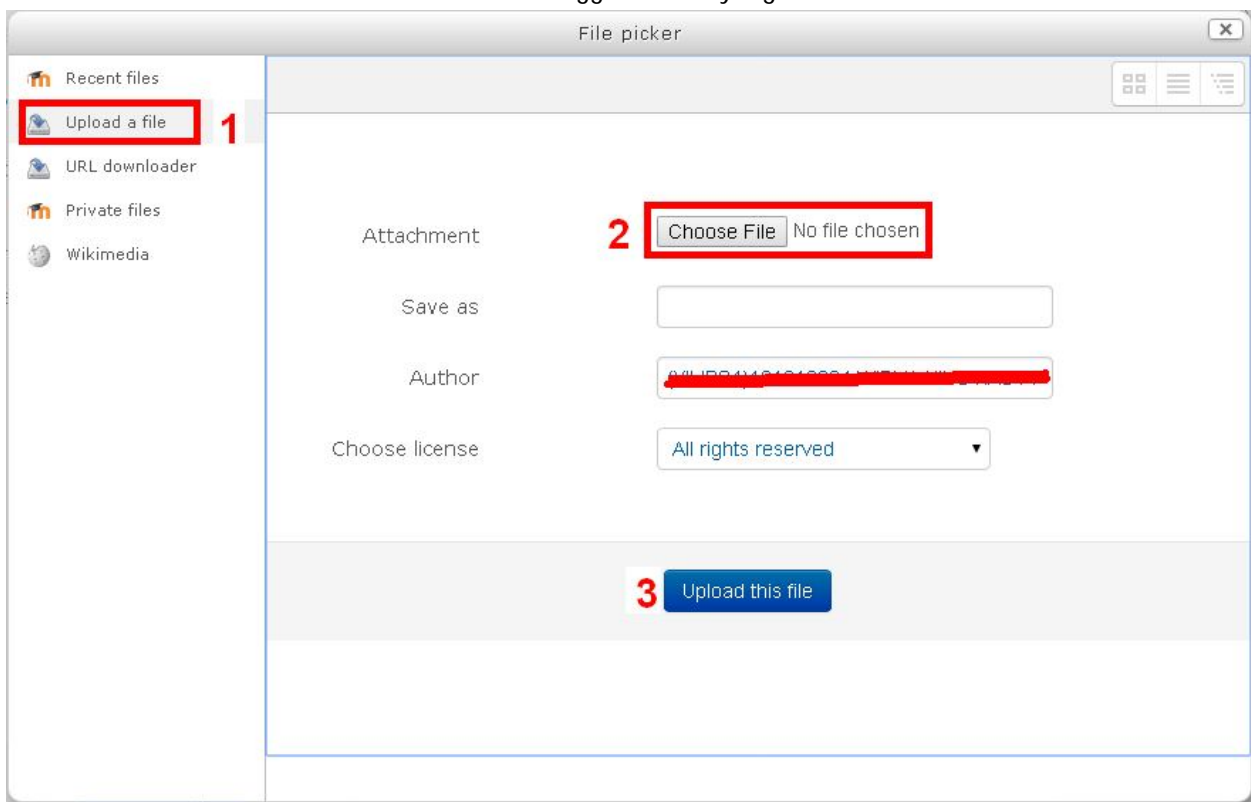 File picker
Recent files
Upload a file 1
URL downloader
Private files
Wikimedia
Attachment 2 Choose File No file chosen
Save as
Author
Choose license All rights reserved
3 Upload this file